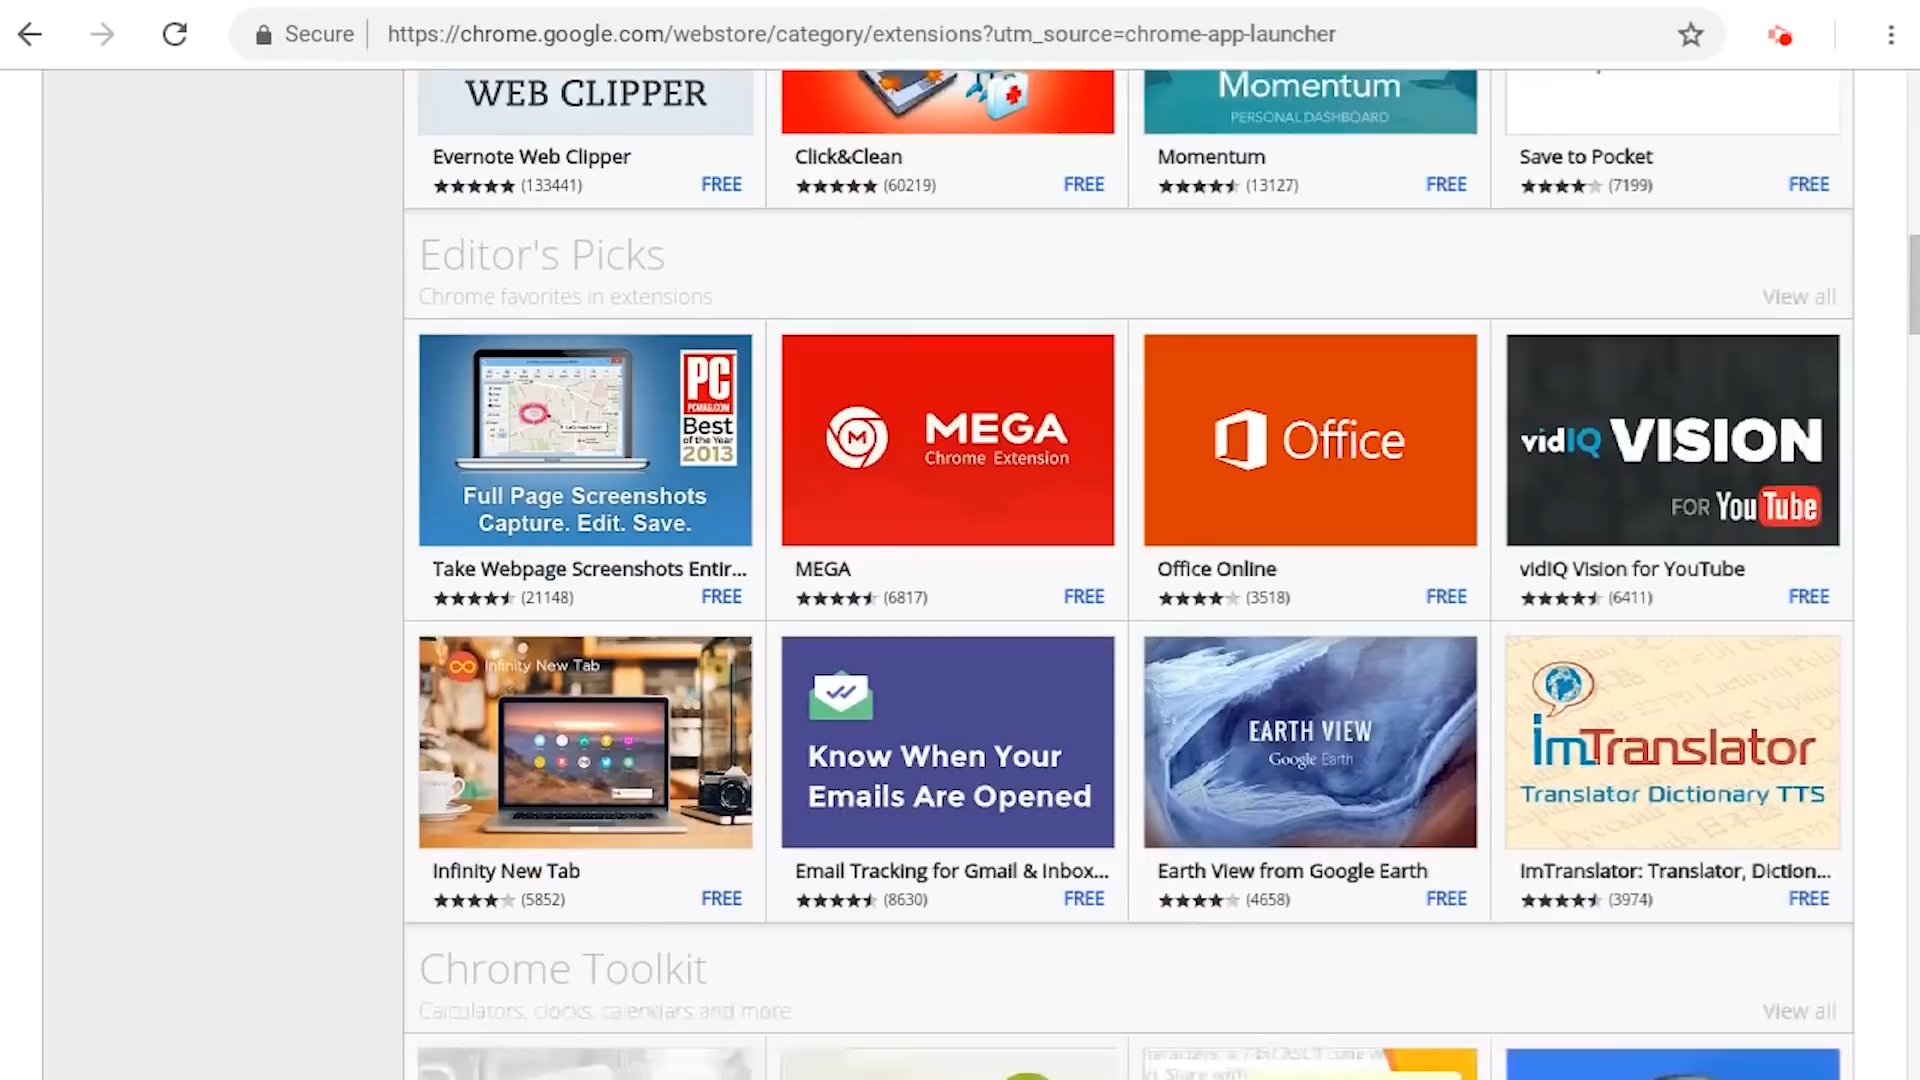 Secure
https://chrome.google.com/webstore/category/extensions?utm_source=chrome-app-launcher
WEB CLIPPER
Momentum
PERSONAL DASHBOARD
Evernote Web Clipper
(133441) FREE
Click&Clean
(60219) FREE
Momentum
(13127) FREE
Save to Pocket
(7199) FREE
Editor's Picks
Chrome favorites in extensions
View all
PC
PCMAG.COM
Best
of the Year
2013
Full Page Screenshots
Capture. Edit. Save.
Take Webpage Screenshots Entir...
(21148) FREE
MEGA
Chrome Extension
MEGA
(6817) FREE
Office
Office Online
(3518) FREE
vidIQ VISION
FOR YouTube
vidIQ Vision for YouTube
(6411) FREE
Infinity New Tab
Infinity New Tab
(5852) FREE
Know When Your
Emails Are Opened
Email Tracking for Gmail & Inbox...
(8630) FREE
EARTH VIEW
Google Earth
Earth View from Google Earth
(4658) FREE
ImTranslator
Translator Dictionary TTS
ImTranslator: Translator, Diction...
(3974) FREE
Chrome Toolkit
Calculators, clocks, calendars and more
View all